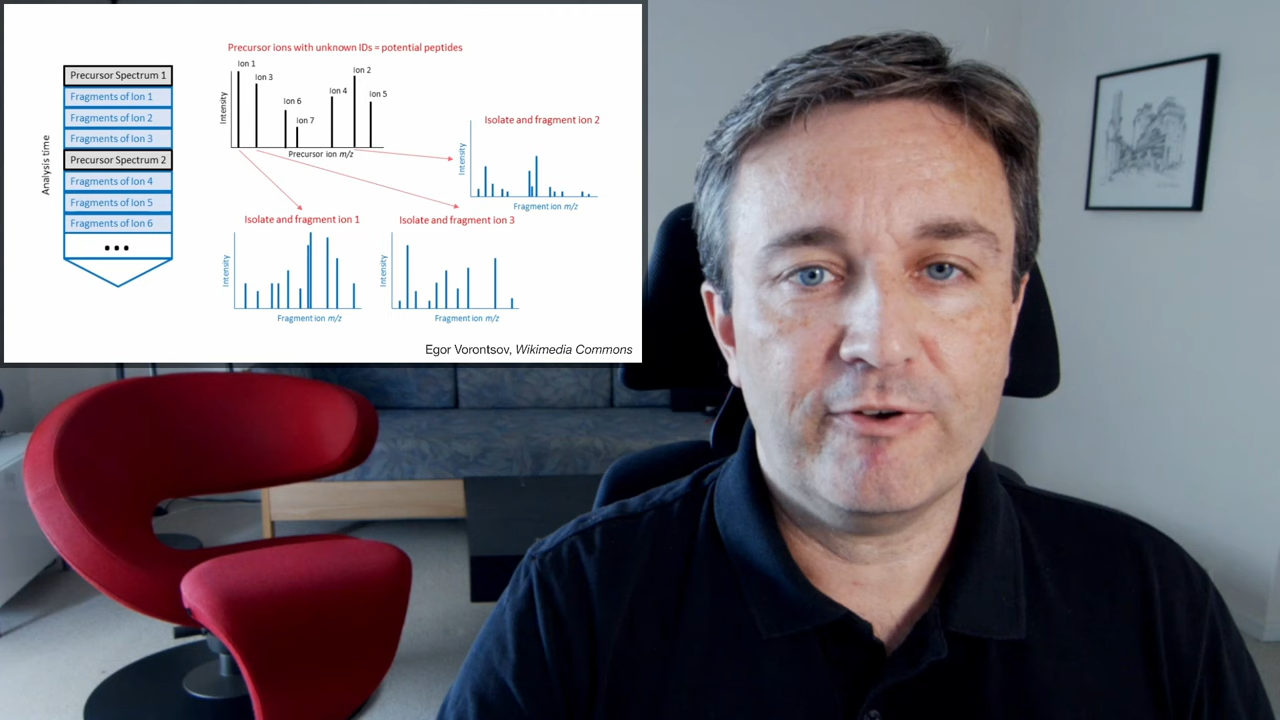 Precursor ions with unknown IDs = potential peptides
Analysis time
Precursor Spectrum 1
Fragments of Ion 1
Fragments of Ion 2
Fragments of Ion 3
Precursor Spectrum 2
Fragments of Ion 4
Fragments of Ion 5
Fragments of Ion 6
•••
Intensity
Ion 1
Ion 3
Ion 6
Ion 7
Ion 4
Ion 2
Ion 5
Precursor ion m/z
Isolate and fragment ion 2
Intensity
Fragment ion m/z
Isolate and fragment ion 1
Intensity
Fragment ion m/z
Isolate and fragment ion 3
Intensity
Fragment ion m/z
Egor Vorontsov, Wikimedia Commons